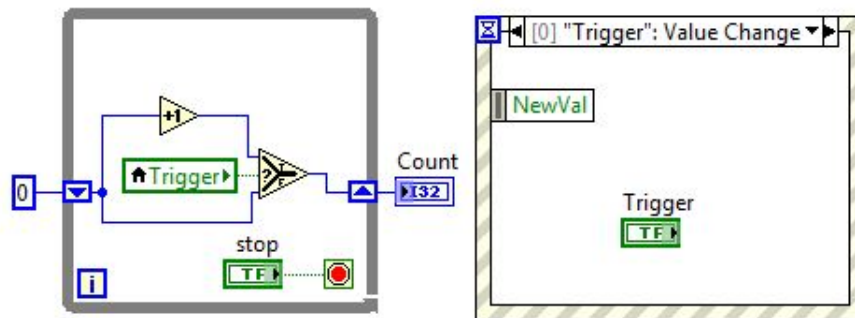 [0] "Trigger": Value Change
+1
NewVal
Trigger
?
T
F
Count
0
I32
Trigger
stop
TF
TF
i